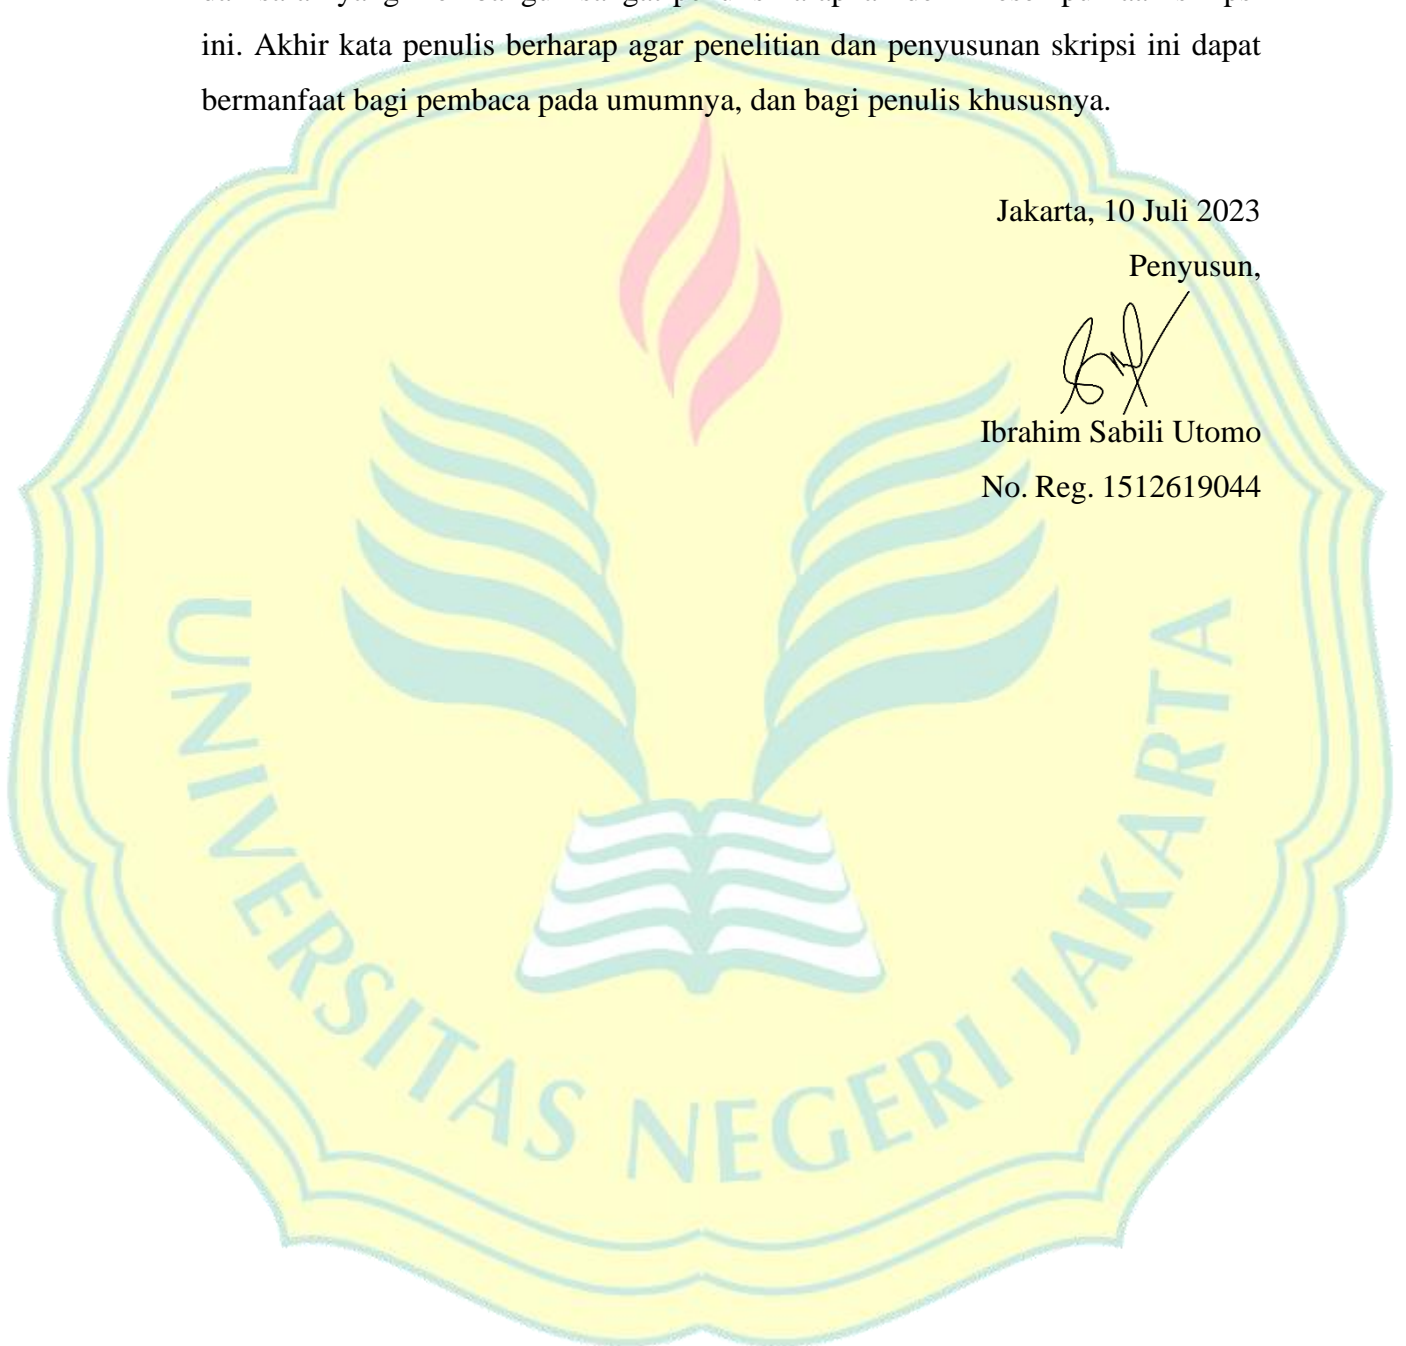 ini. Akhir kata penulis berharap agar penelitian dan penyusunan skripsi ini dapat
bermanfaat bagi pembaca pada umumnya, dan bagi penulis khususnya.
Jakarta, 10 Juli 2023
Penyusun,
Ibrahim Sabili Utomo
No. Reg. 1512619044
UNIVERSITAS NEGERI JAKARTA